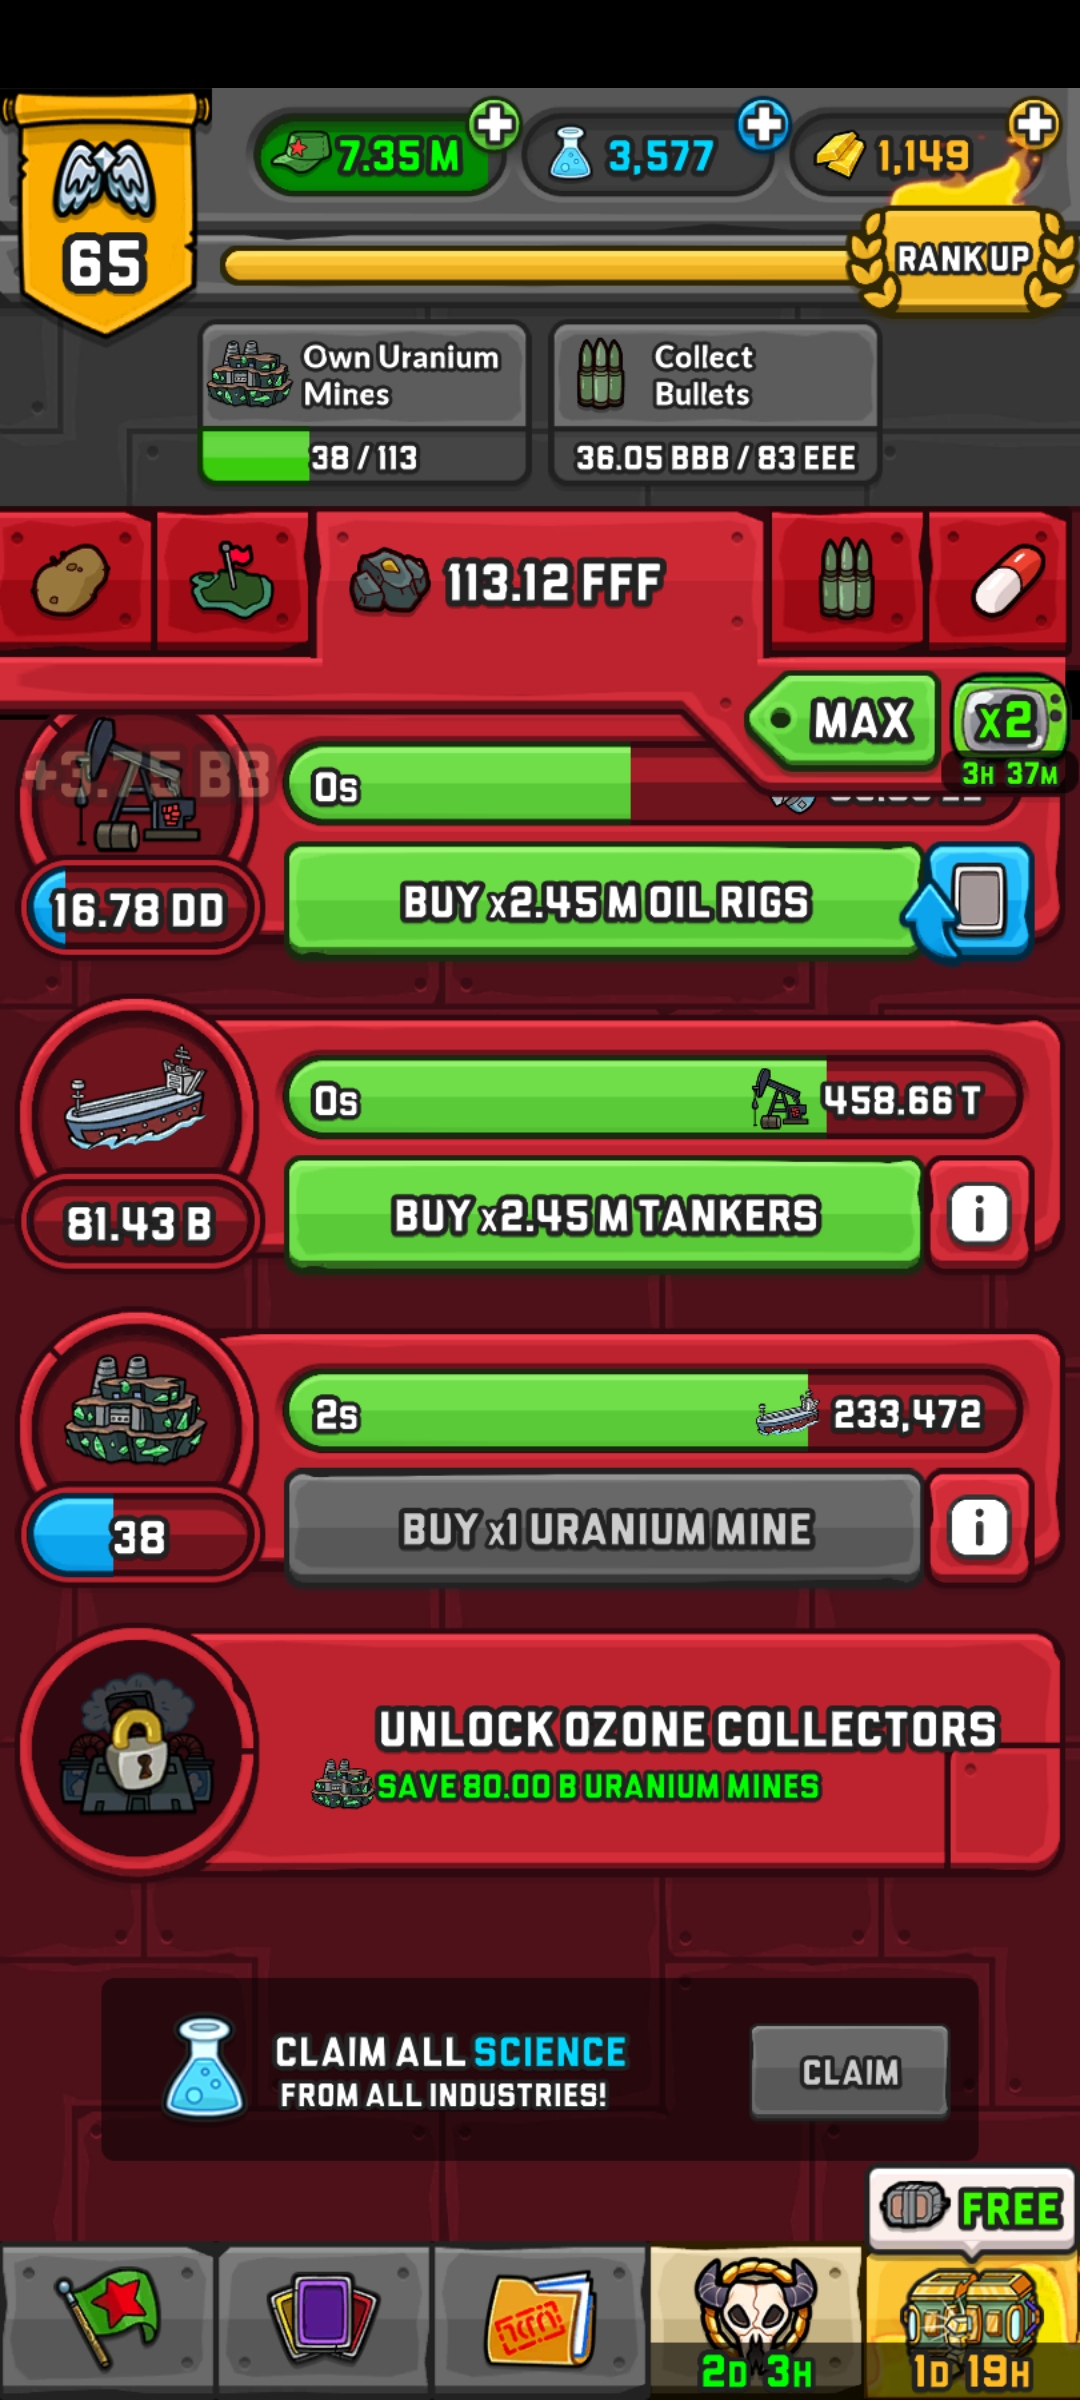 7.35 M
3,577
1,149
65
RANK UP
Own Uranium
Mines
38 / 113
Collect
Bullets
36.05 BBB / 83 EEE
113.12 FFF
MAX
X2
3H 37M
+3.75 BB
0s
16.78 DD
BUY x2.45 M OIL RIGS
0s
458.66 T
81.43 B
BUY x2.45 M TANKERS
i
2s
233,472
38
BUY x1 URANIUM MINE
i
UNLOCK OZONE COLLECTORS
SAVE 80.00 B URANIUM MINES
CLAIM ALL SCIENCE
FROM ALL INDUSTRIES!
CLAIM
FREE
2D 3H
1D 19H